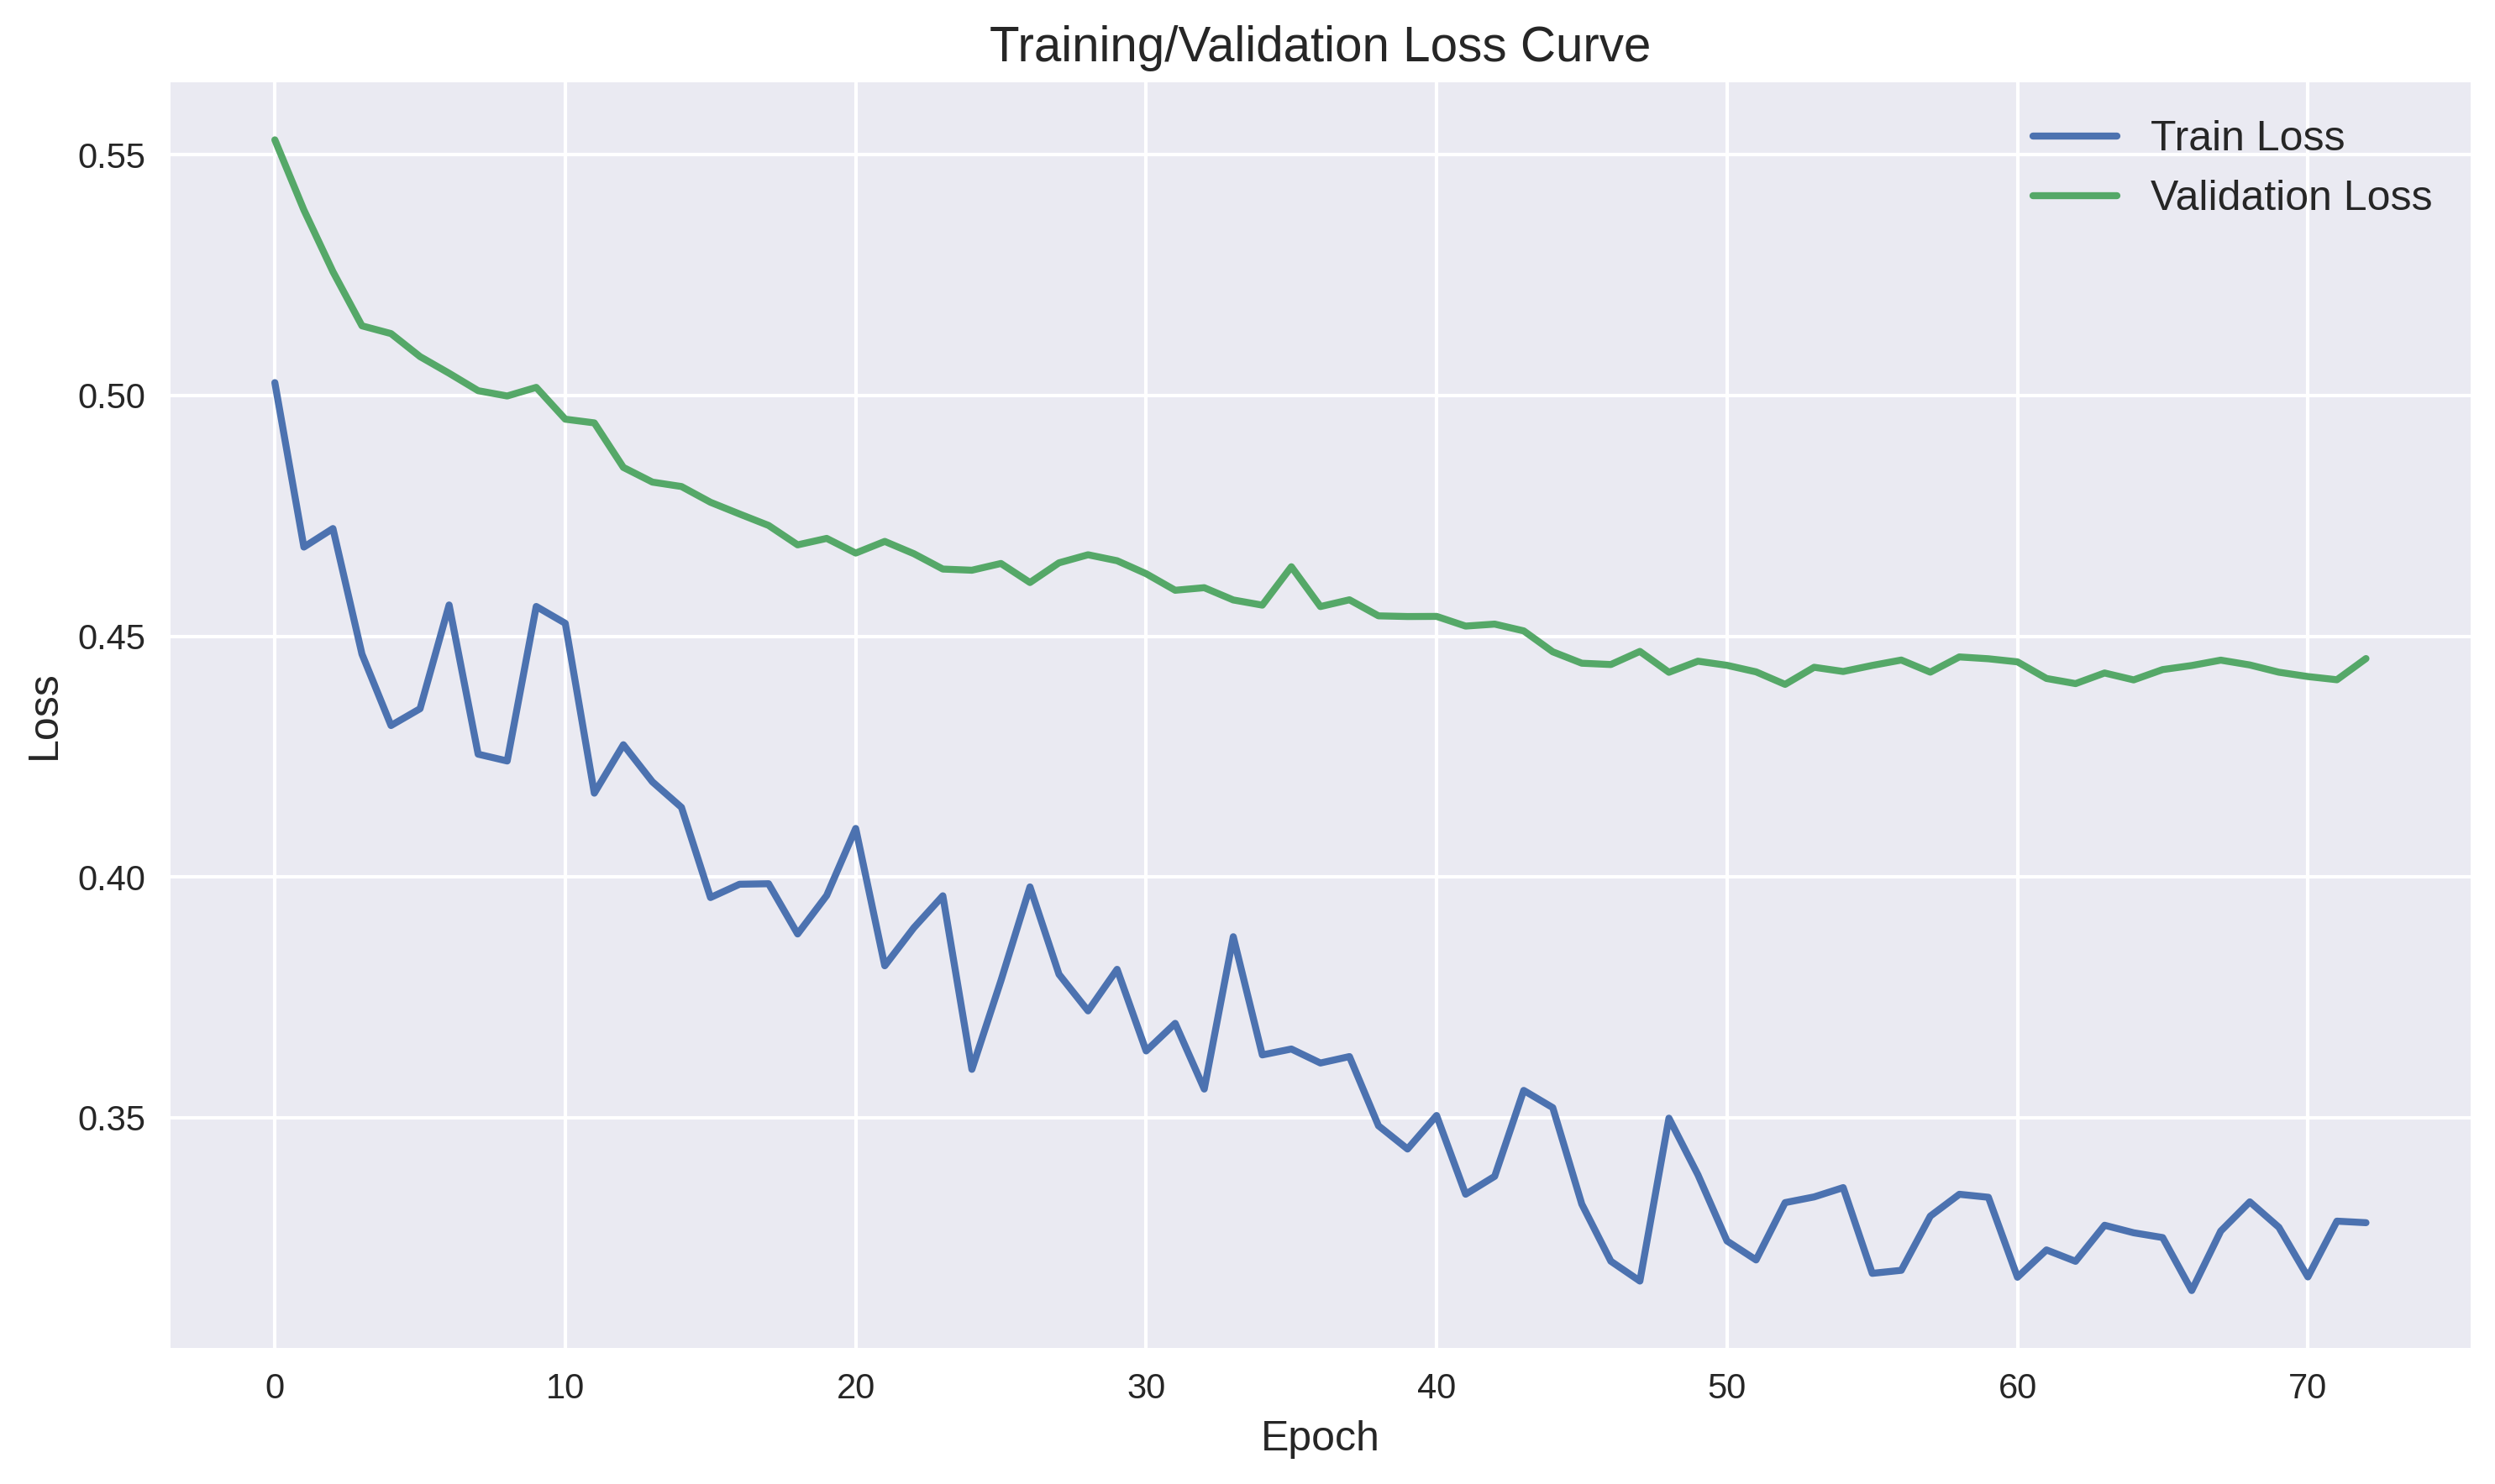 Training/Validation Loss Curve
Train Loss
Validation Loss
0.55
0.50
0.45
0.40
0.35
Loss
0 10 20 30 40 50 60 70
Epoch